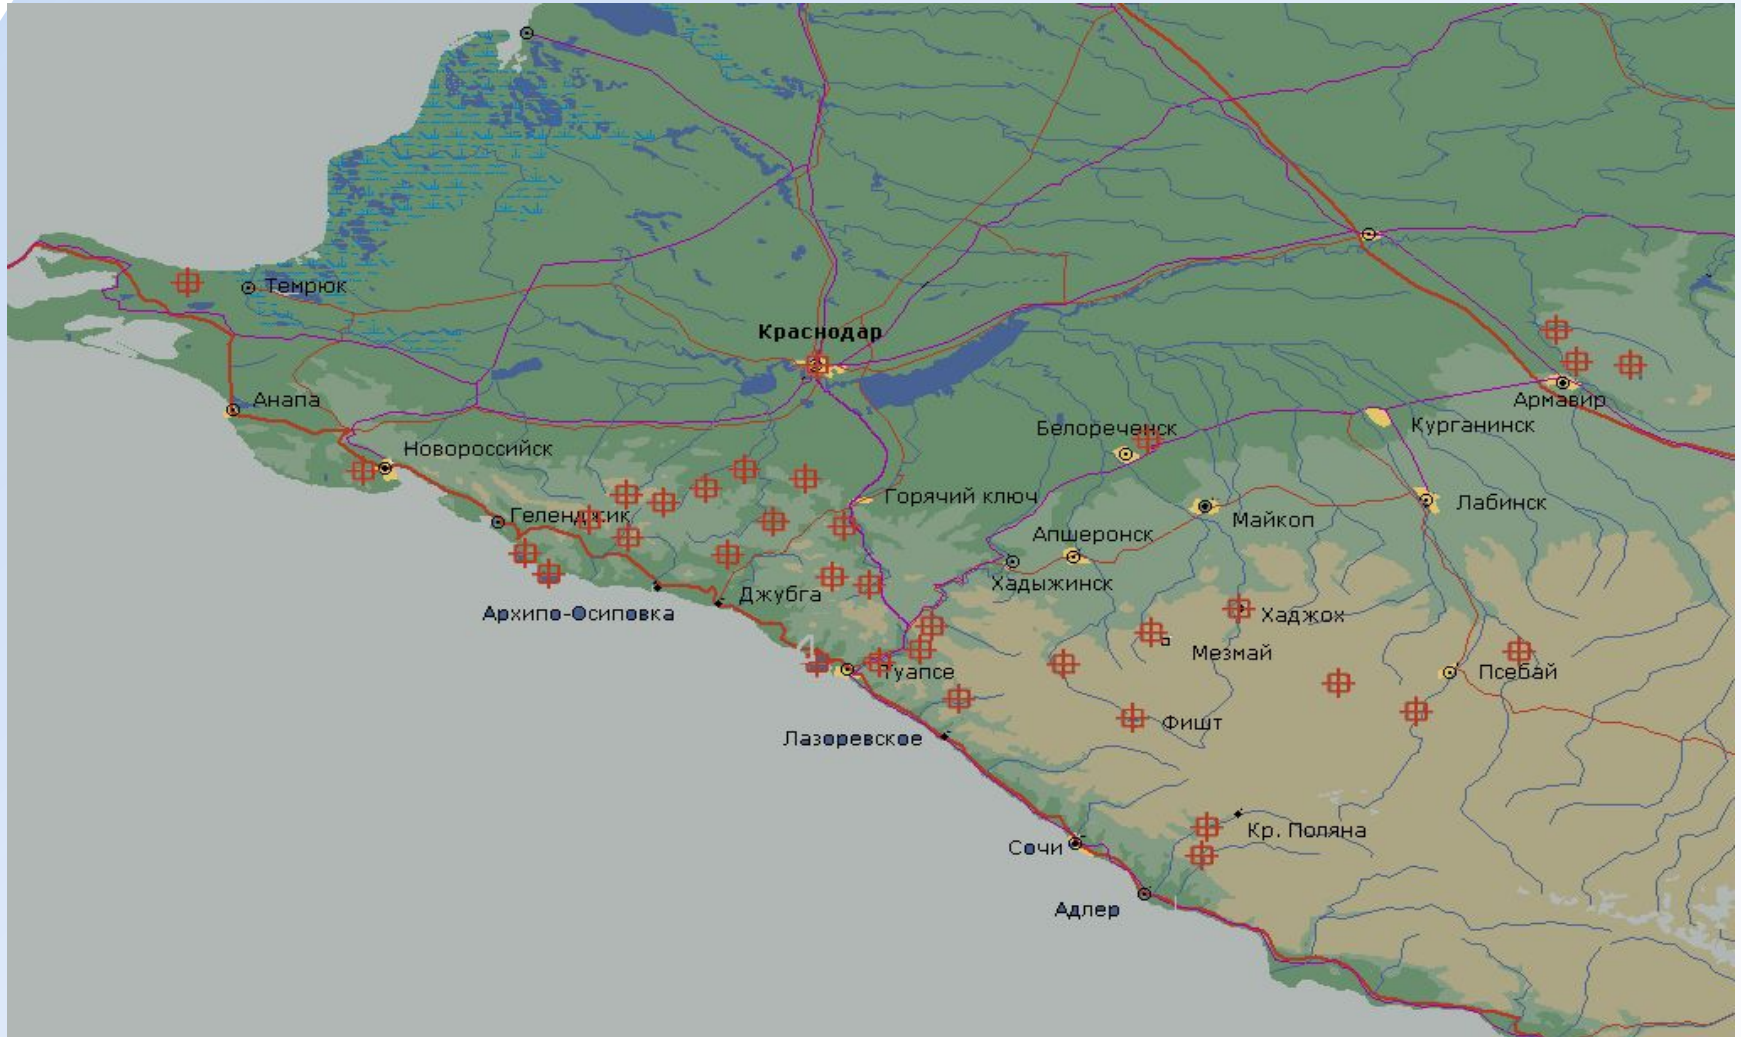 Темрюк
Краснодар
Анапа
Армавир
Курганинск
Белореченск
Новороссийск
Горячий ключ
Лабинск
Геленджик
Майкоп
Апшеронск
Хадыжинск
Джубга
Архипо-Осиповка
Хаджох
Мезмай
Туапсе
Псебай
Фишт
Лазоревское
Кр. Поляна
Сочи
Адлер